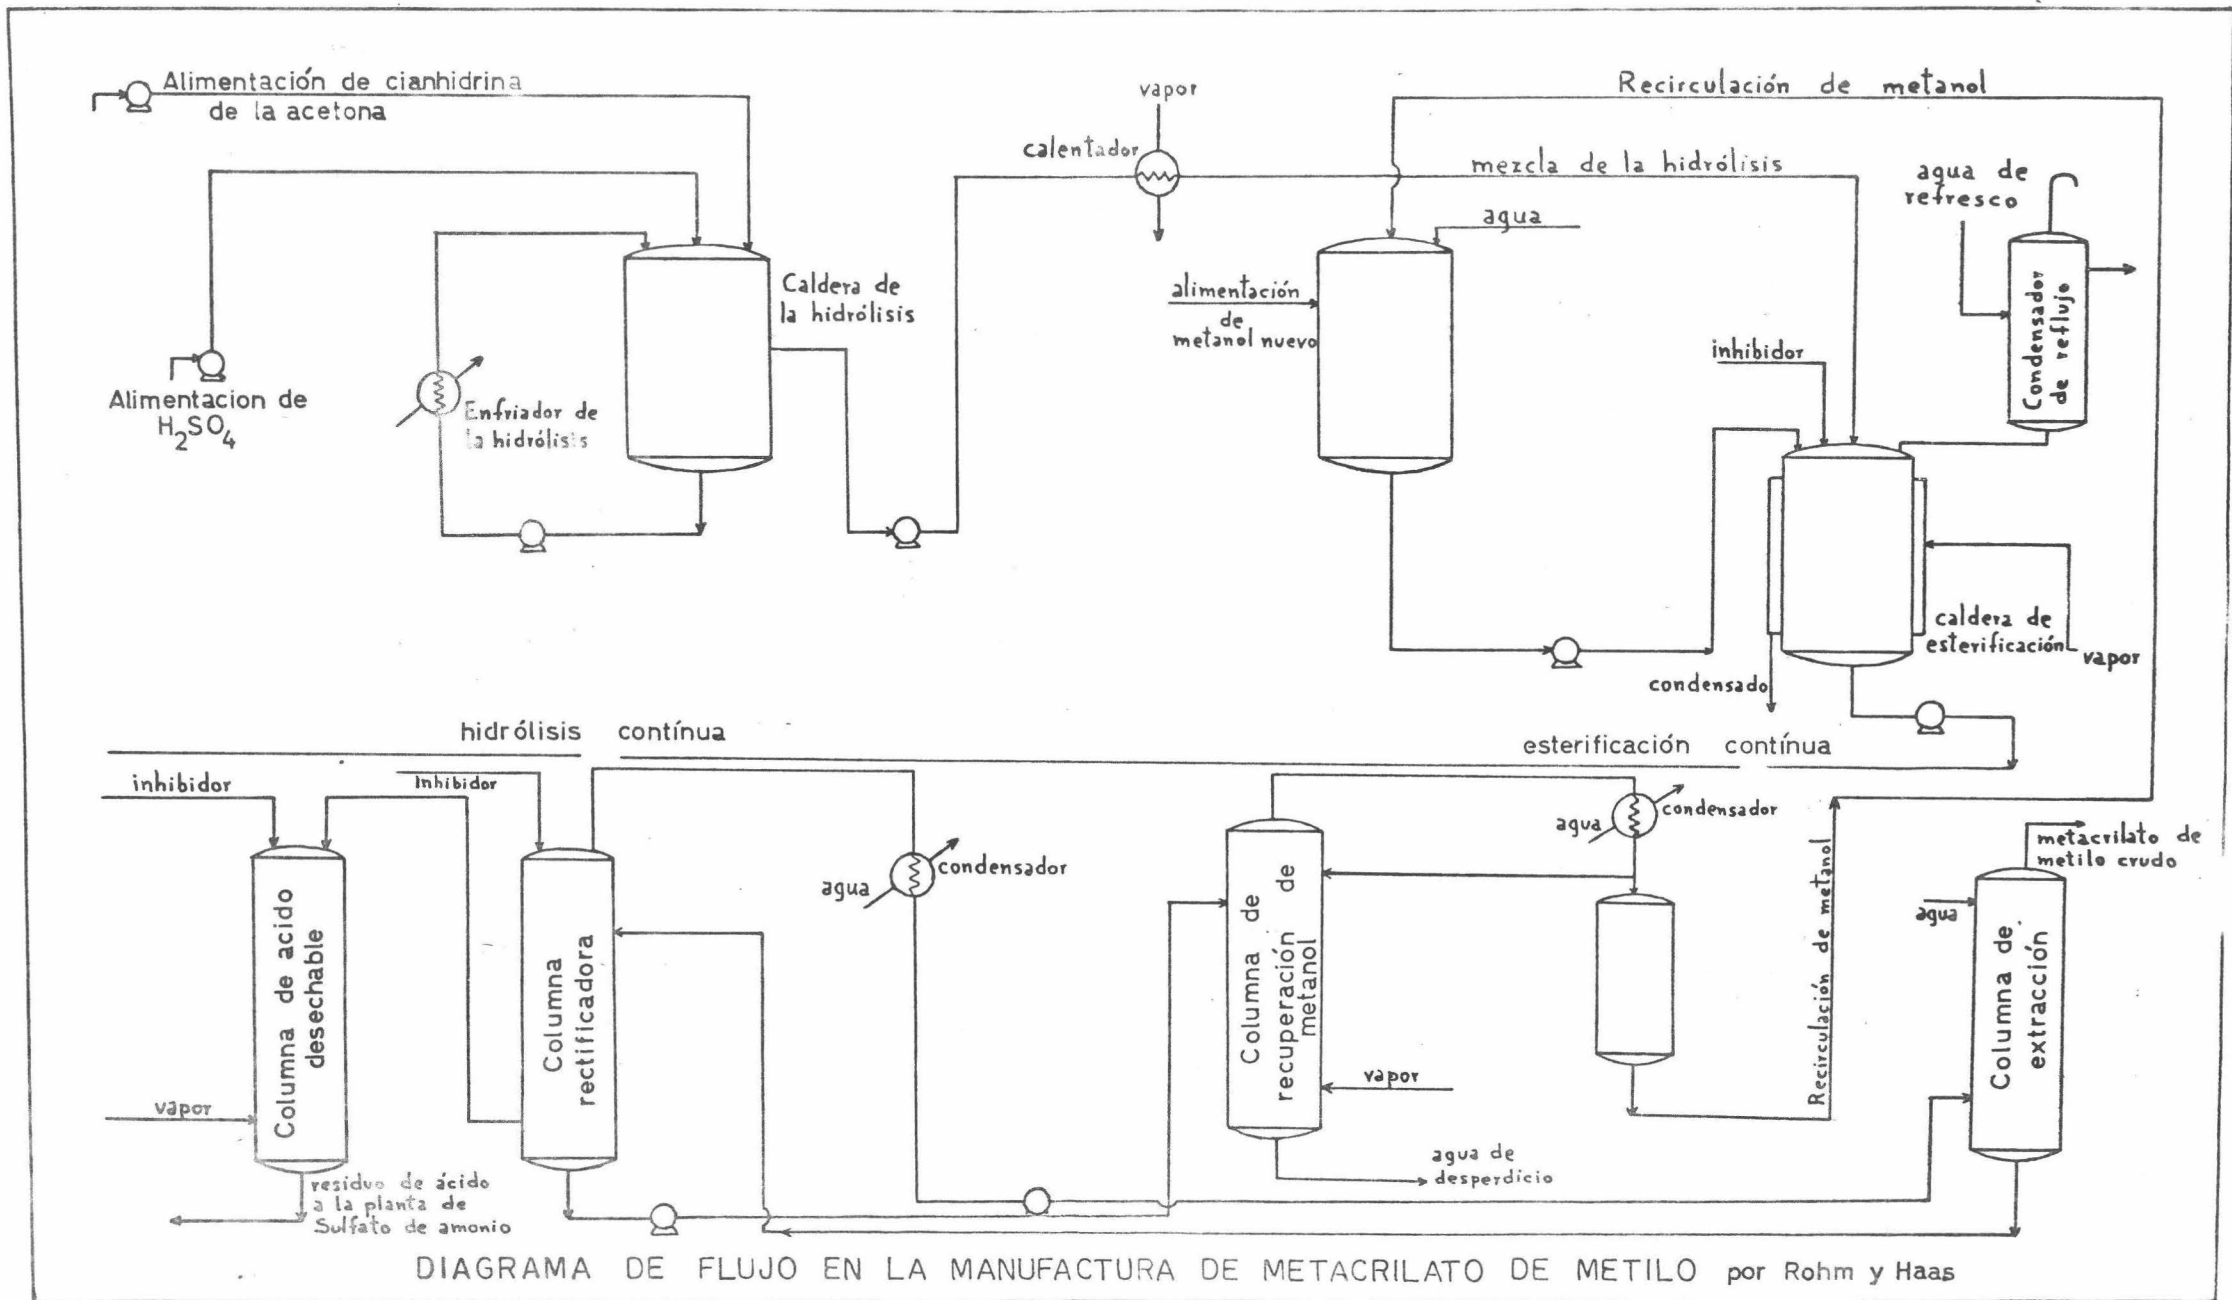 Alimentación de cianhidrina
de la acetona
vapor
Recirculación de metanol
calentador
mezcla de la hidrólisis
agua de
refresco
agua
Caldera de
la hidrólisis
alimentación
de
metanol nuevo
Condensador
de reflujo
inhibidor
Alimentacion de
H₂SO₄
Enfriador de
la hidrólisis
caldera de
esterificación
vapor
condensado
hidrólisis contínua
esterificación contínua
inhibidor
Inhibidor
condensador
agua
condensador
agua
metacrilato de
metilo crudo
agua
Columna de acido
desechable
Columna
rectificadora
Columna de
recuperación de
metanol
Recirculación de metanol
Columna de
extracción
vapor
vapor
residuo de ácido
a la planta de
Sulfato de amonio
agua de
desperdicio
DIAGRAMA DE FLUJO EN LA MANUFACTURA DE METACRILATO DE METILO por Rohm y Haas